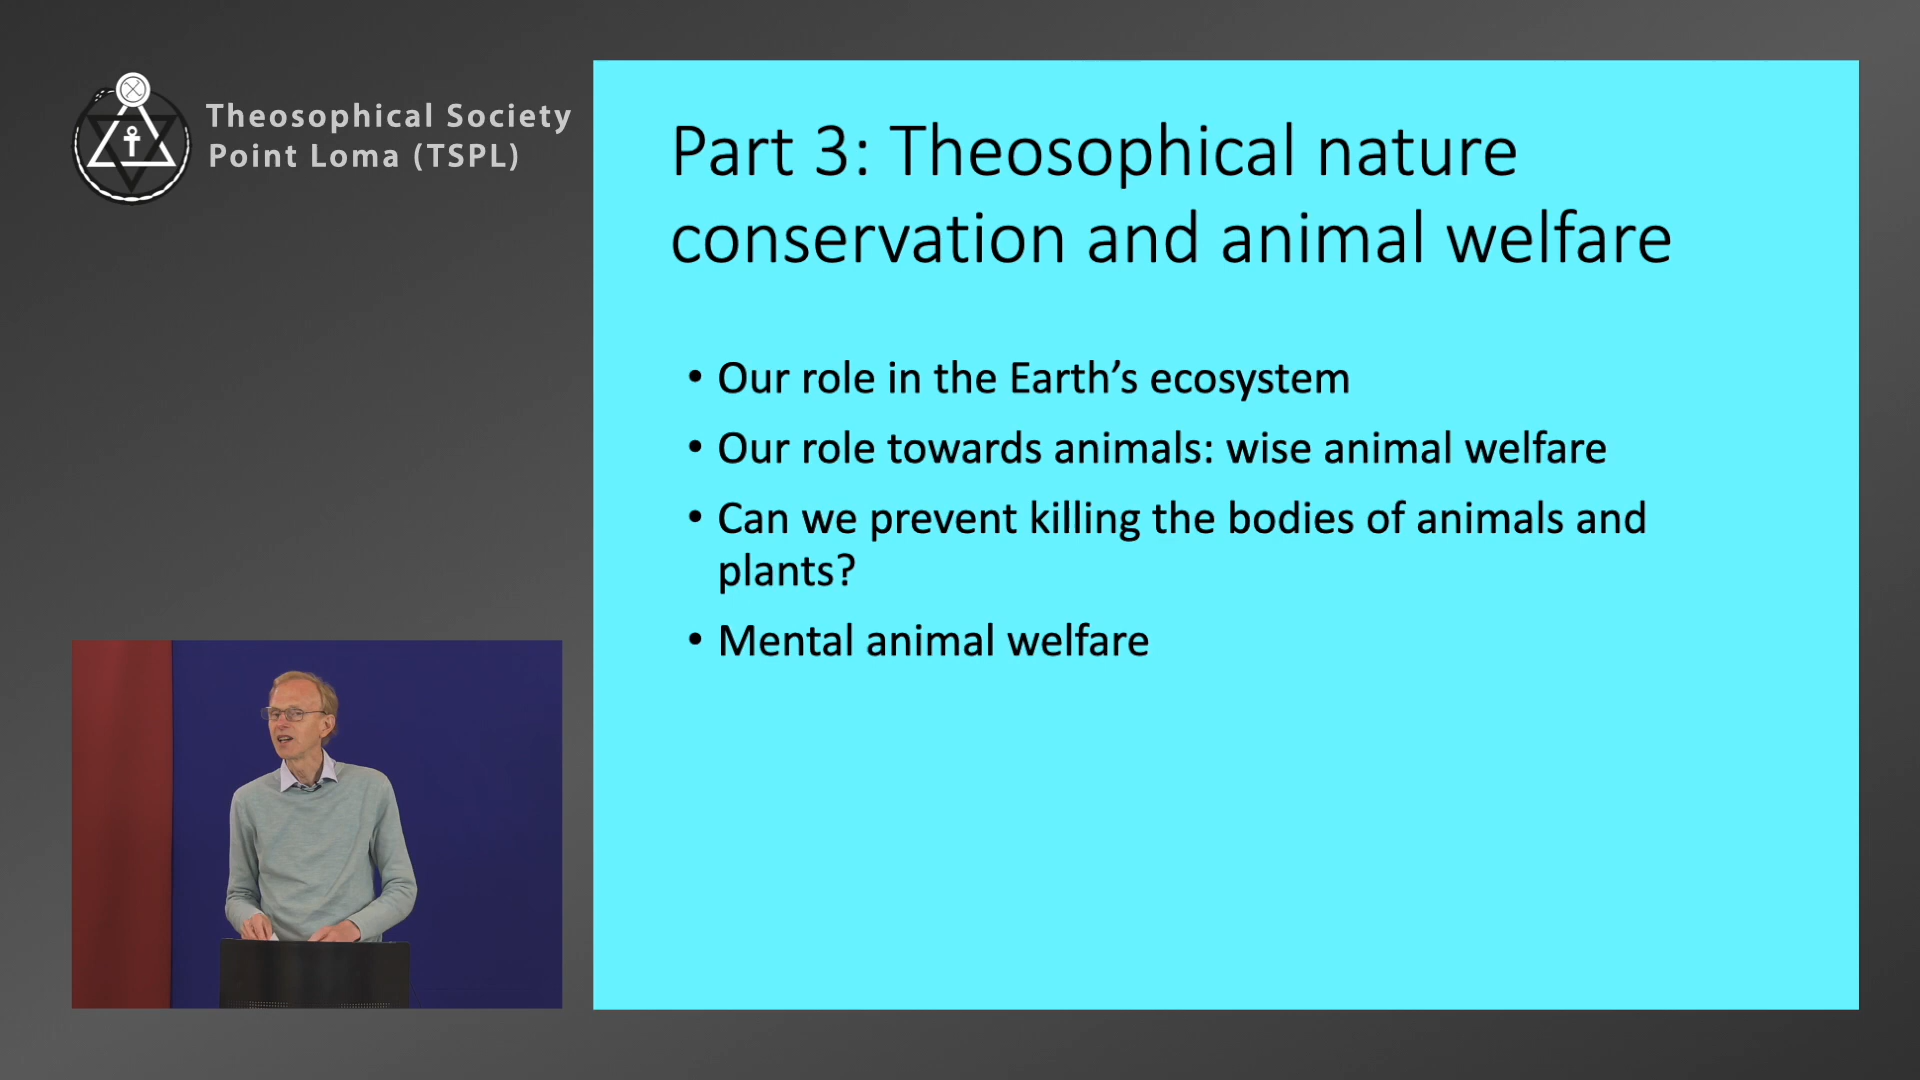 Theosophical Society
Point Loma (TSPL)
Part 3: Theosophical nature
conservation and animal welfare
• Our role in the Earth’s ecosystem
• Our role towards animals: wise animal welfare
• Can we prevent killing the bodies of animals and
plants?
• Mental animal welfare